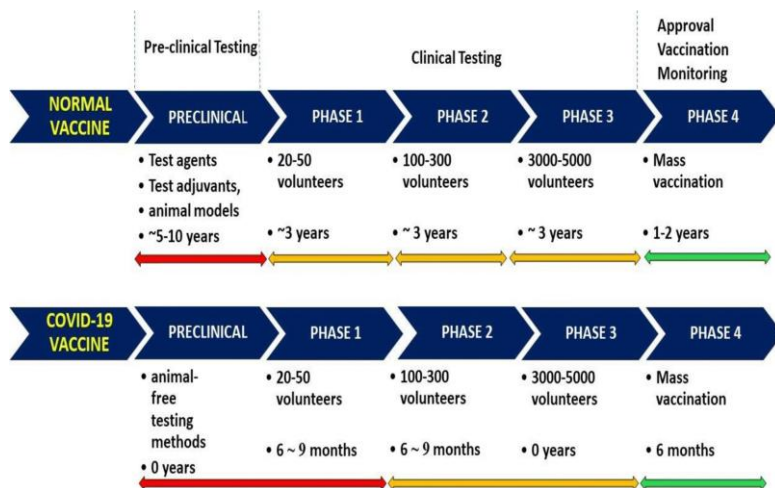 Pre-clinical Testing
Clinical Testing
Approval
Vaccination
Monitoring
NORMAL
VACCINE
PRECLINICAL
PHASE 1
PHASE 2
PHASE 3
PHASE 4
• Test agents
• Test adjuvants,
• animal models
• ~5-10 years
• 20-50
volunteers
• ~3 years
• 100-300
volunteers
• ~ 3 years
• 3000-5000
volunteers
• ~ 3 years
• Mass
vaccination
• 1-2 years
COVID-19
VACCINE
PRECLINICAL
PHASE 1
PHASE 2
PHASE 3
PHASE 4
• animal-
free
testing
methods
• 0 years
• 20-50
volunteers
• 6 ~ 9 months
• 100-300
volunteers
• 6 ~ 9 months
• 3000-5000
volunteers
• 0 years
• Mass
vaccination
• 6 months